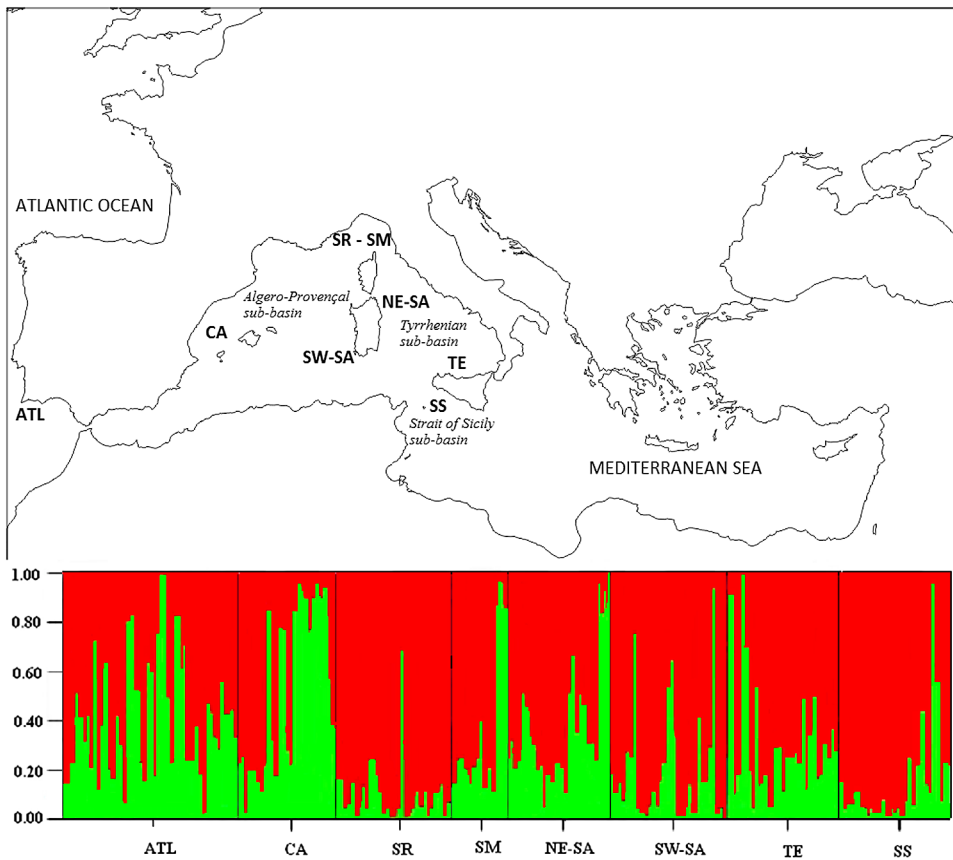 ATLANTIC OCEAN
SR - SM
Algero-Provençal
sub-basin
NE-SA
CA
Tyrrhenian
sub-basin
SW-SA
TE
ATL
SS
Strait of Sicily
sub-basin
MEDITERRANEAN SEA
1.00
0.80
0.60
0.40
0.20
0.00
ATL CA SR SM NE-SA SW-SA TE SS